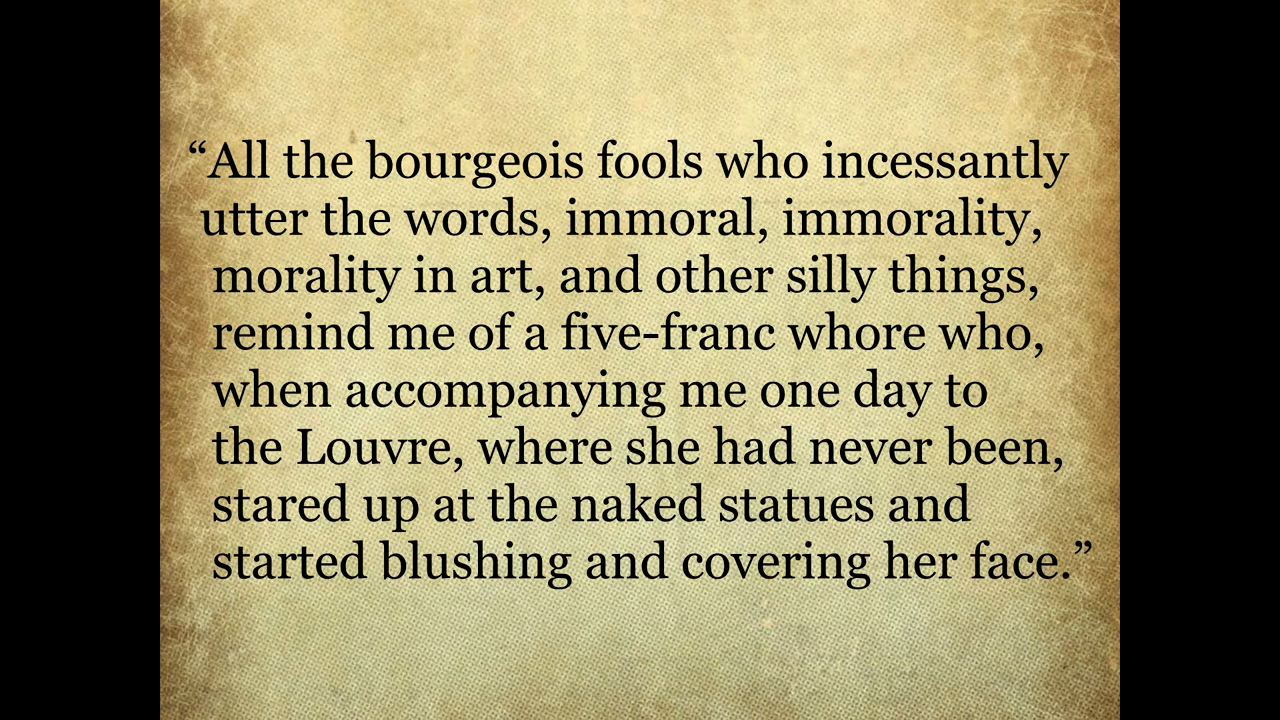 “All the bourgeois fools who incessantly
utter the words, immoral, immorality,
morality in art, and other silly things,
remind me of a five-franc whore who,
when accompanying me one day to
the Louvre, where she had never been,
stared up at the naked statues and
started blushing and covering her face.”